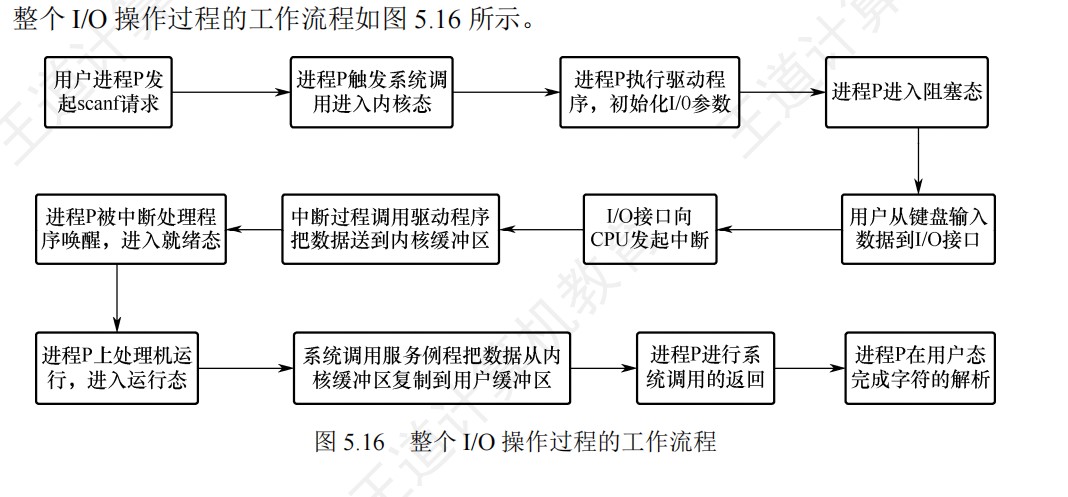 整个 I/O 操作过程的工作流程如图 5.16 所示。
用户进程P发
起scanf请求
进程P触发系统调
用进入内核态
进程P执行驱动程
序，初始化I/0参数
进程P进入阻塞态
用户从键盘输入
数据到I/O接口
I/O接口向
CPU发起中断
中断过程调用驱动程序
把数据送到内核缓冲区
进程P被中断处理程
序唤醒，进入就绪态
进程P上处理机运
行，进入运行态
系统调用服务例程把数据从内
核缓冲区复制到用户缓冲区
进程P进行系
统调用的返回
进程P在用户态
完成字符的解析
图 5.16 整个 I/O 操作过程的工作流程
王道计算机教育